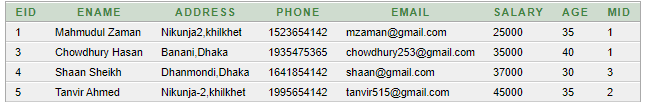 EID ENAME ADDRESS PHONE EMAIL SALARY AGE MID
1 Mahmudul Zaman Nikunja2,khilkhet 1523654142 mzaman@gmail.com 25000 35 1
3 Chowdhury Hasan Banani,Dhaka 1935475365 chowdhury253@gmail.com 35000 40 1
4 Shaan Sheikh Dhanmondi,Dhaka 1641854142 shaan@gmail.com 37000 30 3
5 Tanvir Ahmed Nikunja-2,khilkhet 1995654142 tanvir515@gmail.com 45000 35 2